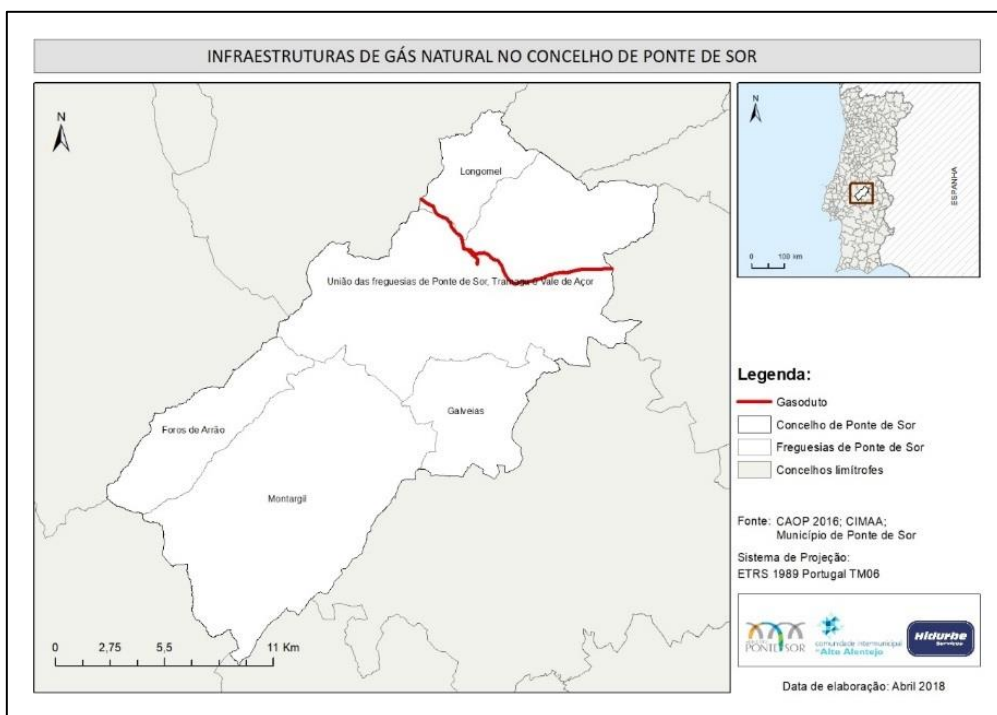 INFRAESTRUTURAS DE GÁS NATURAL NO CONCELHO DE PONTE DE SOR
N
Longomel
União das freguesias de Ponte de Sor, Tramaga e Vale de Açor
Galveias
Foros de Arrão
Montargil
0 2,75 5,5 11 Km
N
ESPANHA
0 100 km
Legenda:
Gasoduto
Concelho de Ponte de Sor
Freguesias de Ponte de Sor
Concelhos limítrofes
Fonte: CAOP 2016; CIMAA;
Município de Ponte de Sor
Sistema de Projeção:
ETRS 1989 Portugal TM06
PONTE SOR
comunidade intermunicipal
do Alto Alentejo
Hidurbe
Serviços
Data de elaboração: Abril 2018